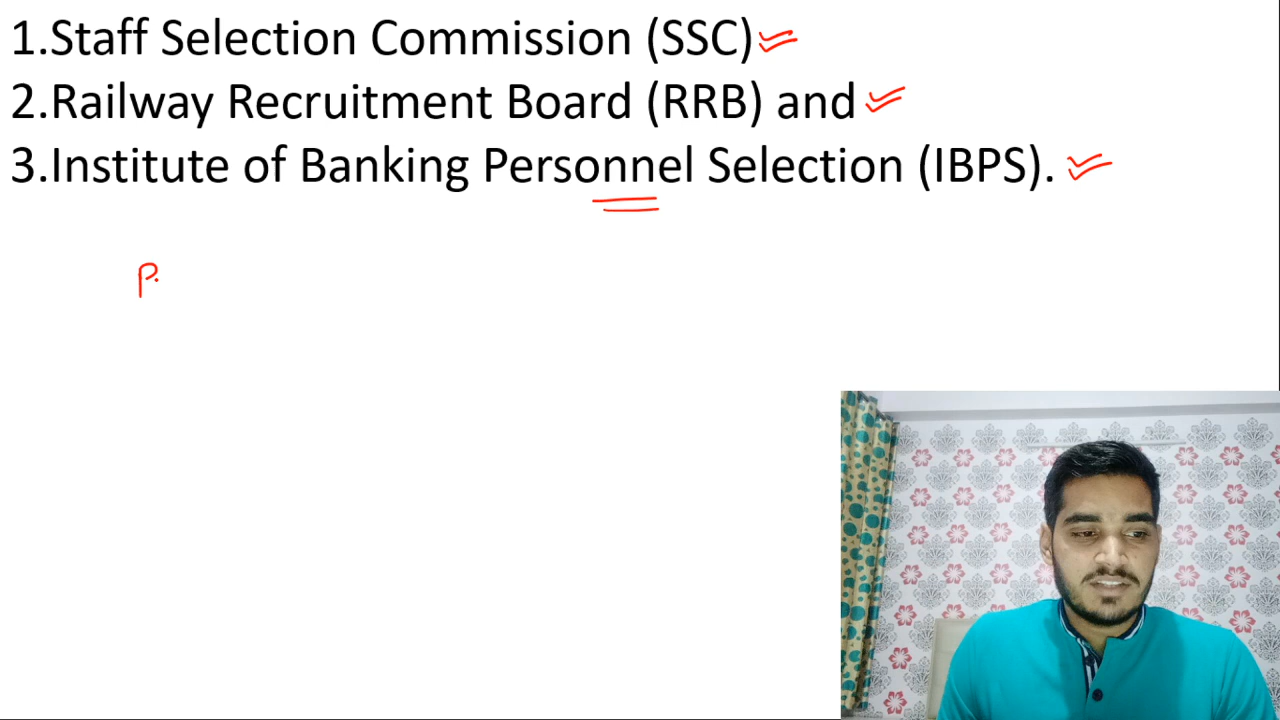 1.Staff Selection Commission (SSC)
2.Railway Recruitment Board (RRB) and
3.Institute of Banking Personnel Selection (IBPS).
P.